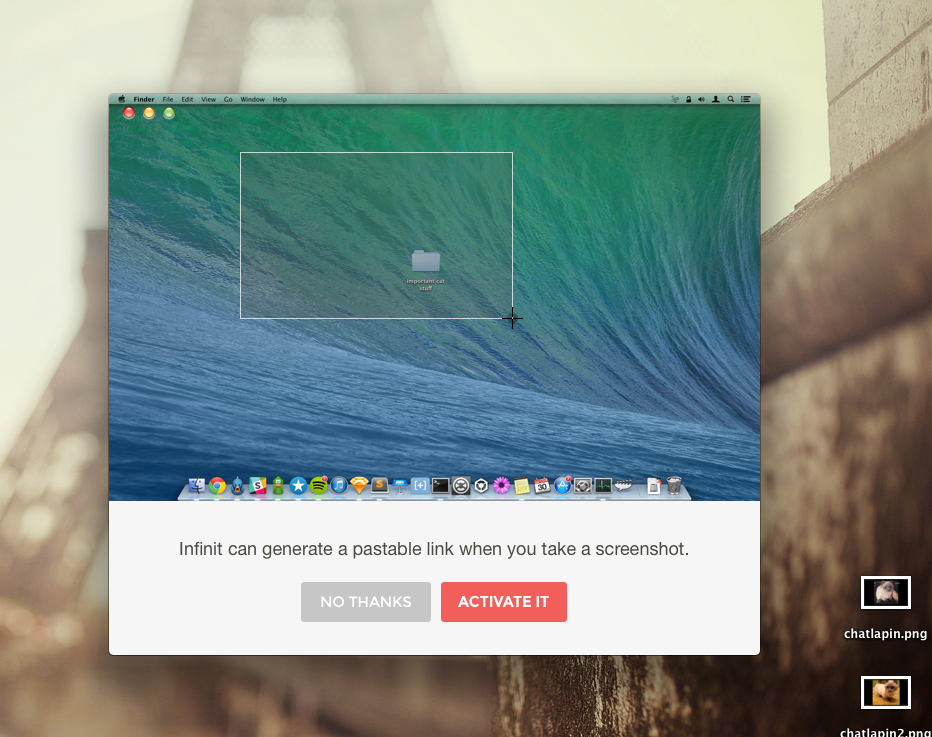 Finder File Edit View Go Window Help
important cat
stuff
30
Infinit can generate a pastable link when you take a screenshot.
NO THANKS
ACTIVATE IT
chatlapin.png
chatlapin2.png